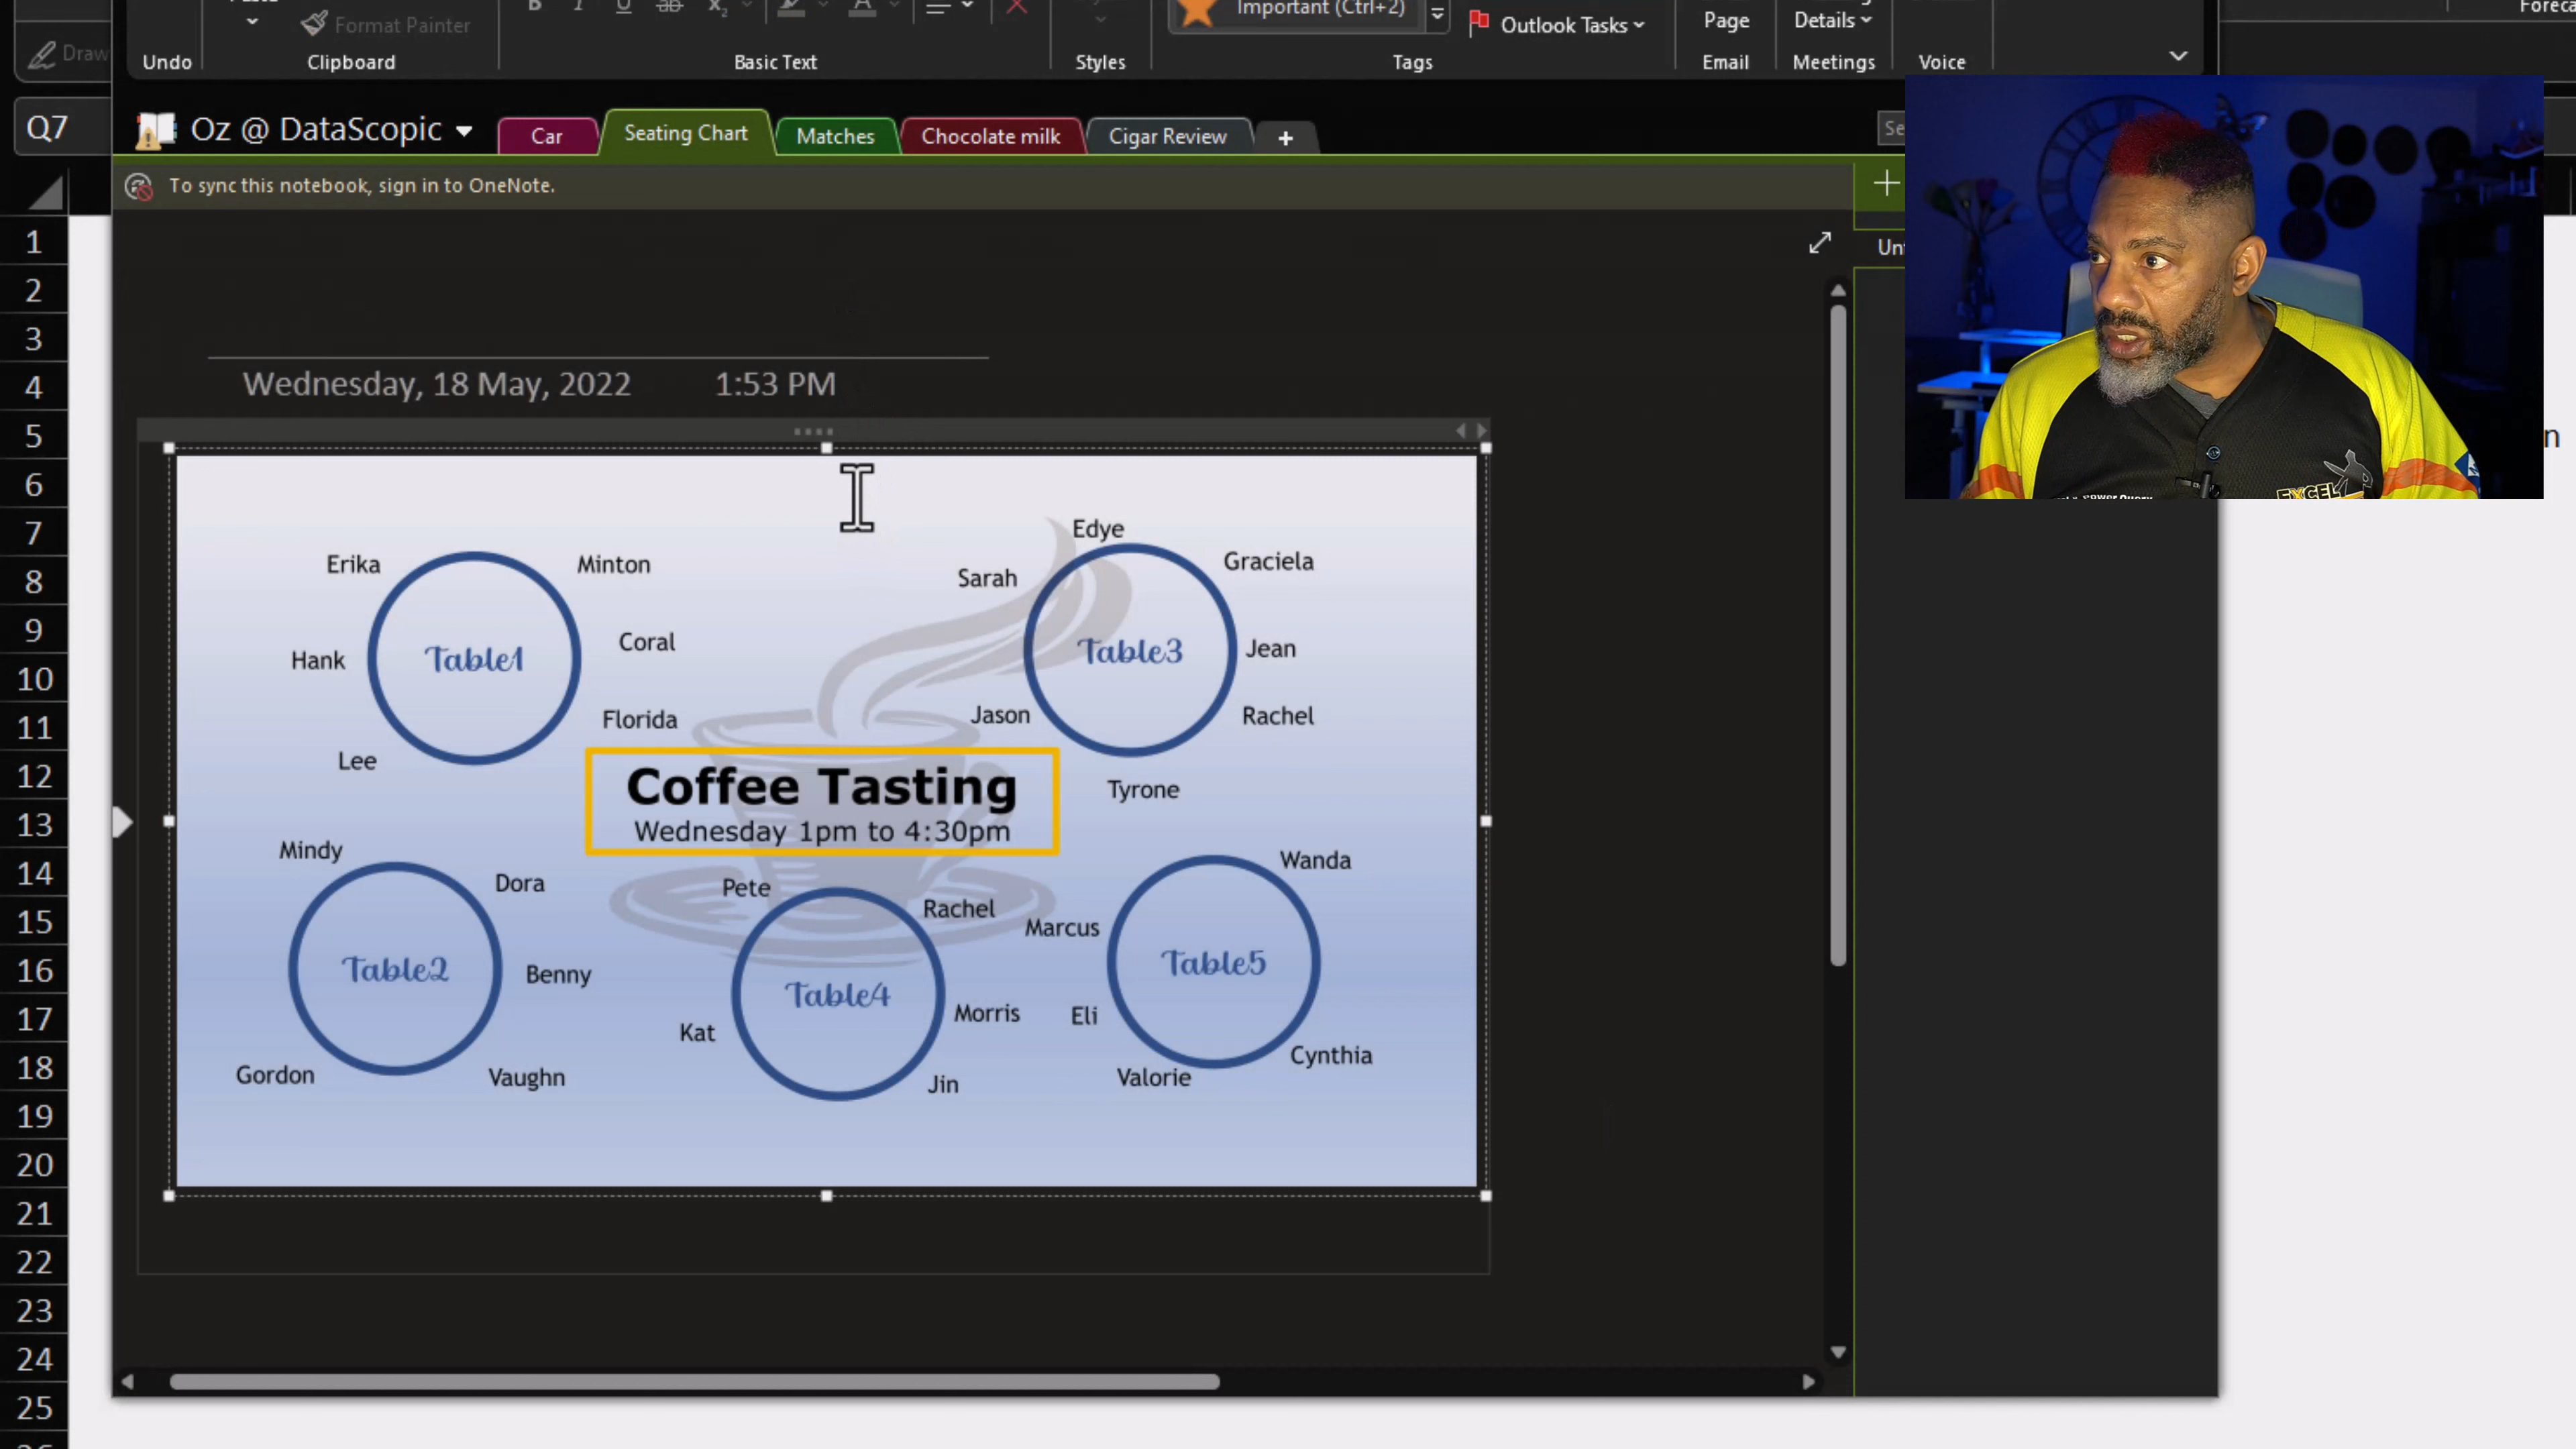 Important (Ctrl+2)
Format Painter
Outlook Tasks
Page
Details
Draw
Undo
Clipboard
Basic Text
Styles
Tags
Email
Meetings
Voice
Q7
Oz @ DataScopic
Car
Seating Chart
Matches
Chocolate milk
Cigar Review
To sync this notebook, sign in to OneNote.
Wednesday, 18 May, 2022
1:53 PM
Erika
Minton
Hank
Table1
Coral
Florida
Lee
Edye
Sarah
Graciela
Table3
Jean
Jason
Rachel
Tyrone
Coffee Tasting
Wednesday 1pm to 4:30pm
Mindy
Dora
Table2
Benny
Gordon
Vaughn
Pete
Rachel
Table4
Kat
Morris
Jin
Wanda
Marcus
Table5
Eli
Cynthia
Valorie
EXCEL
1
2
3
4
5
6
7
8
9
10
11
12
13
14
15
16
17
18
19
20
21
22
23
24
25